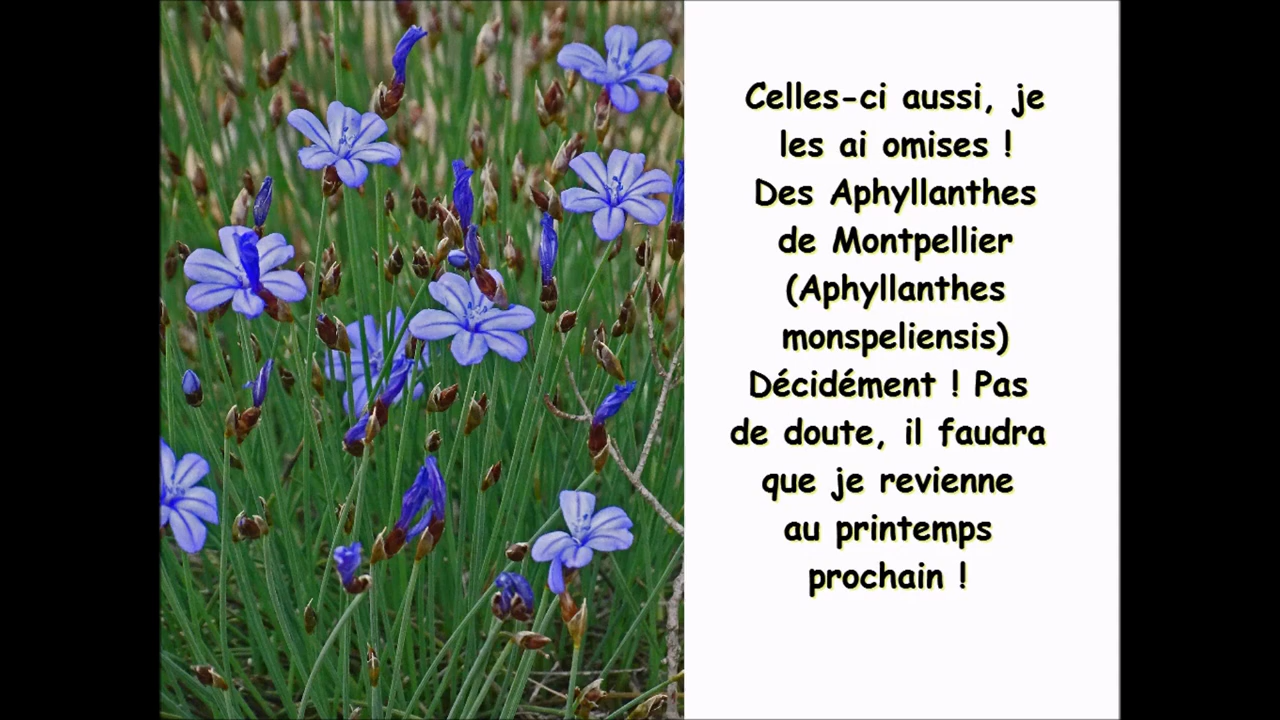 Celles-ci aussi, je
les ai omises !
Des Aphyllanthes
de Montpellier
(Aphyllanthes
monspeliensis)
Décidément ! Pas
de doute, il faudra
que je revienne
au printemps
prochain !